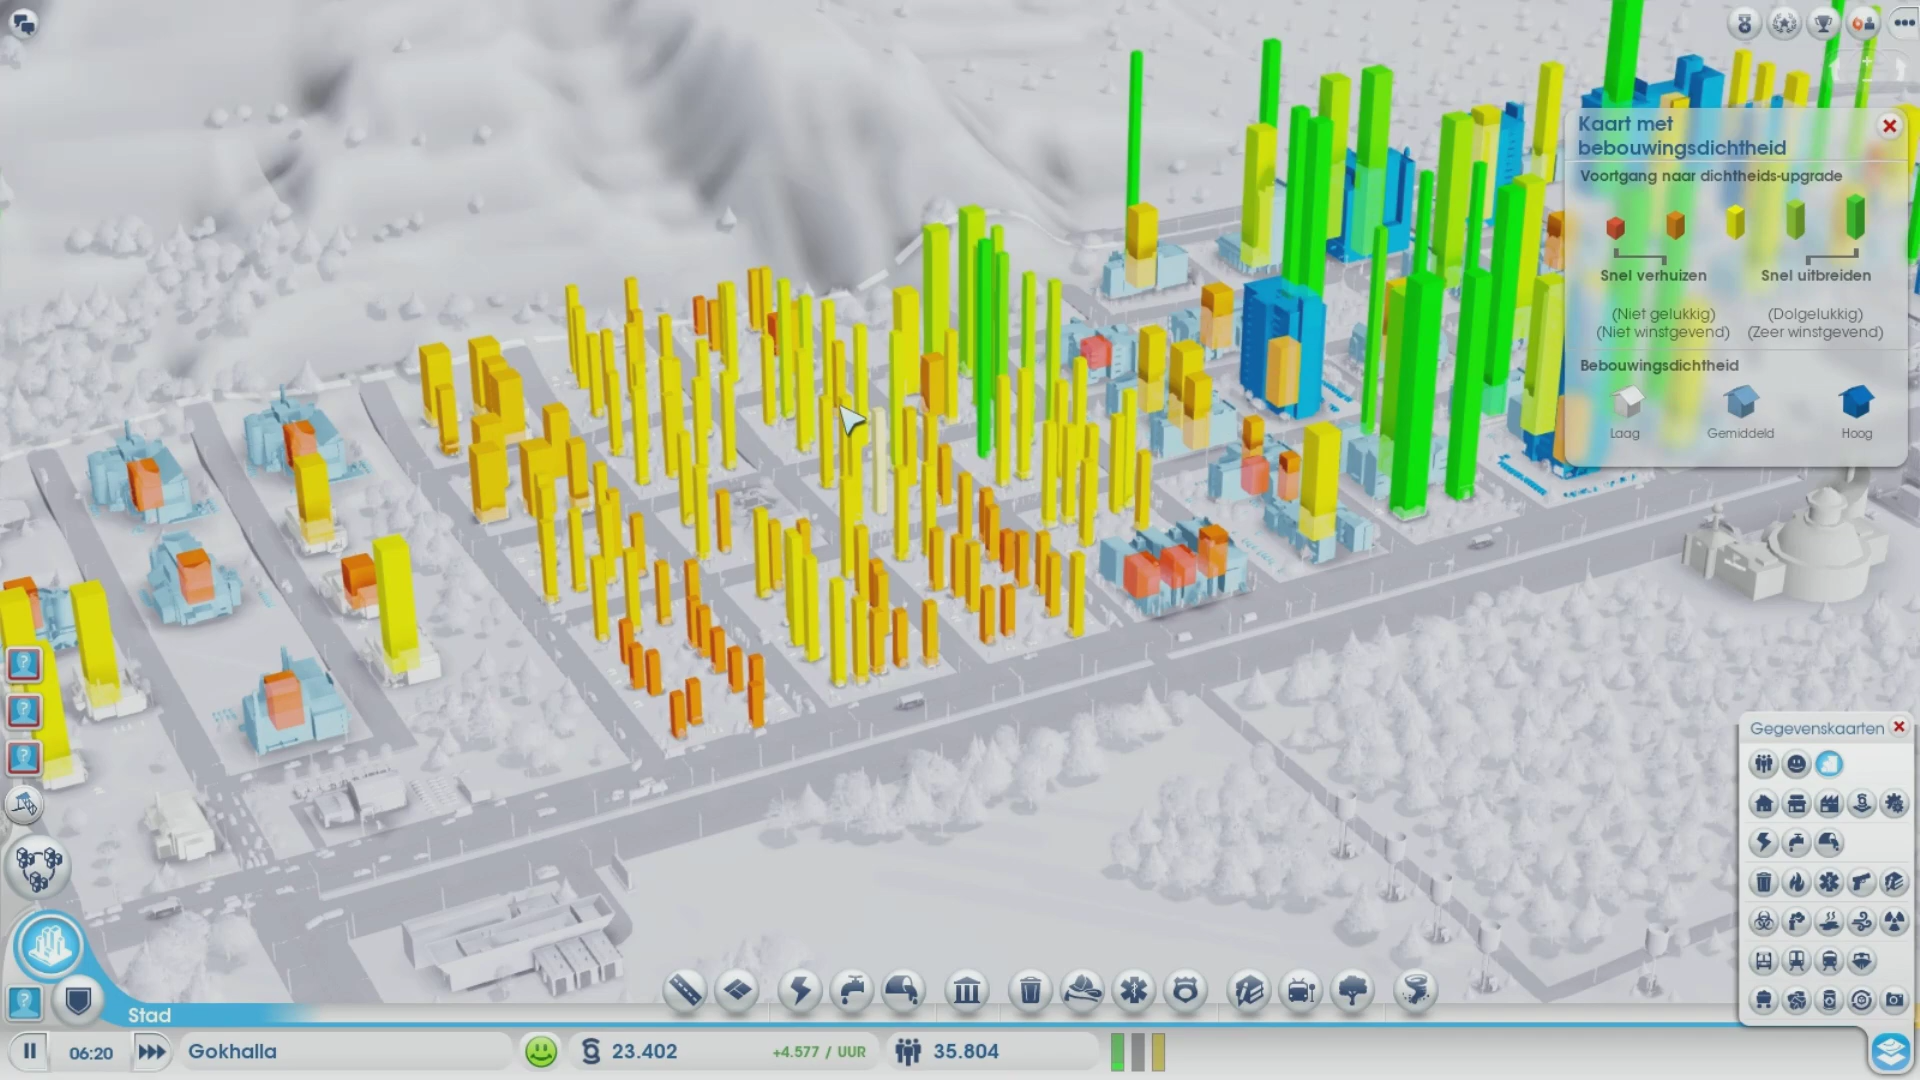 Kaart met
bebouwingsdichtheid
Voortgang naar dichtheids-upgrade
Snel verhuizen
Snel uitbreiden
(Niet gelukkig)
(Dolgelukkig)
(Niet winstgevend)
(Zeer winstgevend)
Bebouwingsdichtheid
Laag
Gemiddeld
Hoog
Gegevenskaarten
Stad
06:20
Gokhalla
23.402
+4.577 / UUR
35.804